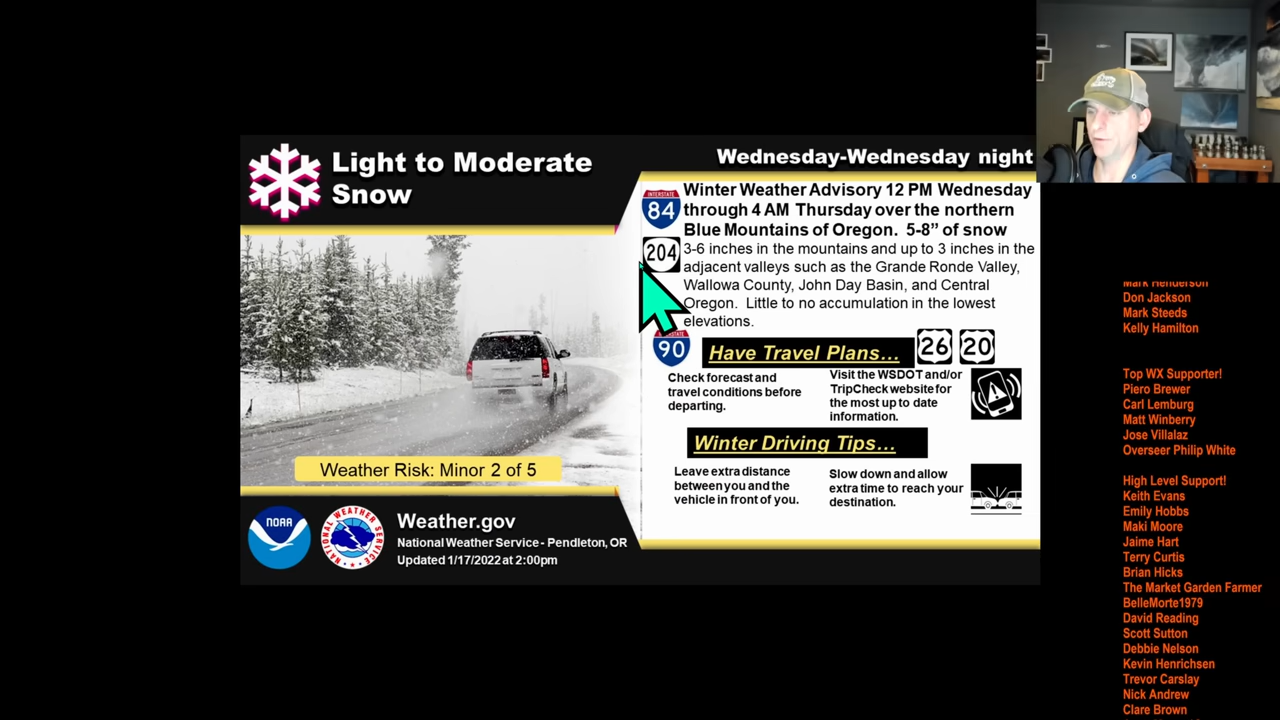 Light to Moderate
Snow
Wednesday-Wednesday night
INTERSTATE
84
204
Winter Weather Advisory 12 PM Wednesday
through 4 AM Thursday over the northern
Blue Mountains of Oregon. 5-8” of snow
3-6 inches in the mountains and up to 3 inches in the
adjacent valleys such as the Grande Ronde Valley,
Wallowa County, John Day Basin, and Central
Oregon. Little to no accumulation in the lowest
elevations.
90
Have Travel Plans…
26
20
Check forecast and
travel conditions before
departing.
Visit the WSDOT and/or
TripCheck website for
the most up to date
information.
Winter Driving Tips…
Leave extra distance
between you and the
vehicle in front of you.
Slow down and allow
extra time to reach your
destination.
Weather Risk: Minor 2 of 5
NOAA
NATIONAL WEATHER SERVICE
Weather.gov
National Weather Service - Pendleton, OR
Updated 1/17/2022 at 2:00pm
Mark Henderson
Don Jackson
Mark Steeds
Kelly Hamilton
Top WX Supporter!
Piero Brewer
Carl Lemburg
Matt Winberry
Jose Villalaz
Overseer Philip White
High Level Support!
Keith Evans
Emily Hobbs
Maki Moore
Jaime Hart
Terry Curtis
Brian Hicks
The Market Garden Farmer
BelleMorte1979
David Reading
Scott Sutton
Debbie Nelson
Kevin Henrichsen
Trevor Carslay
Nick Andrew
Clare Brown